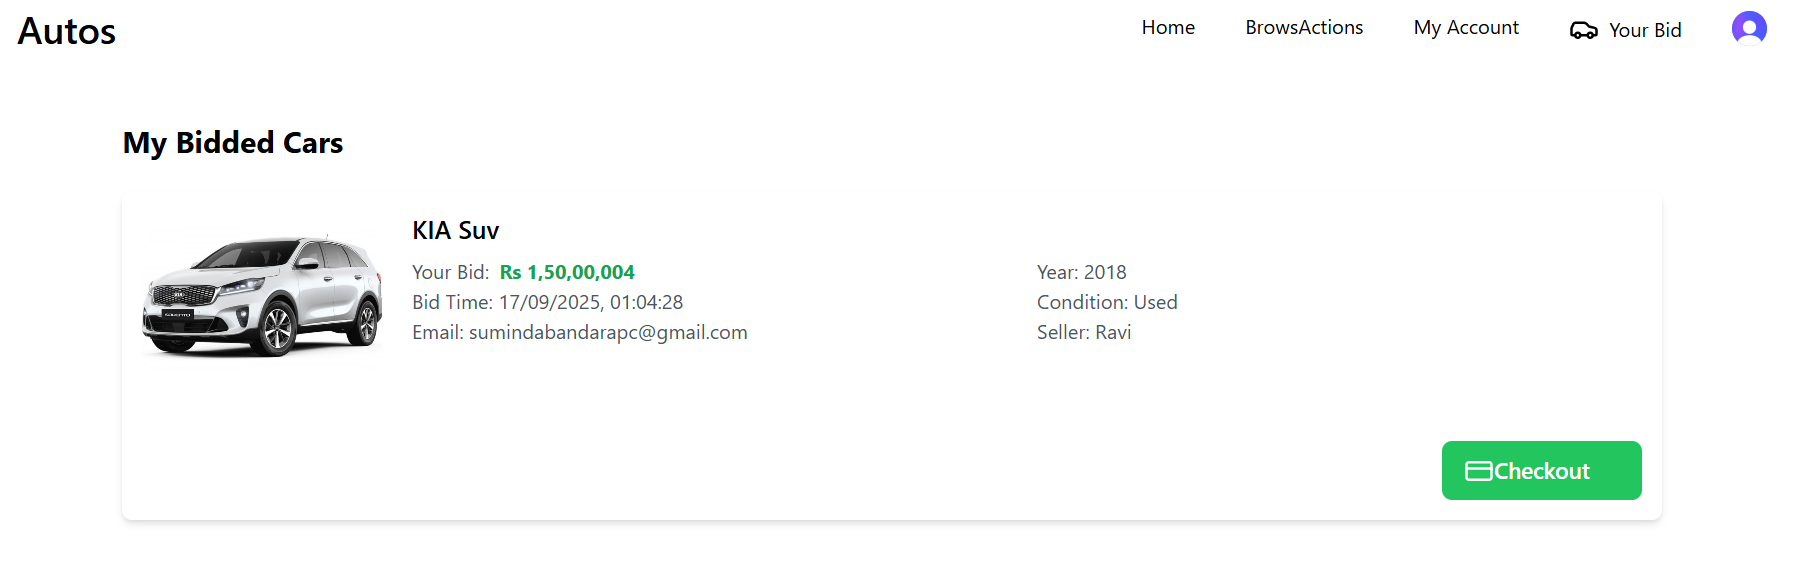 Autos
Home
BrowsActions
My Account
Your Bid
My Bidded Cars
KIA Suv
Your Bid: Rs 1,50,00,004
Bid Time: 17/09/2025, 01:04:28
Email: sumindabandarapc@gmail.com
Year: 2018
Condition: Used
Seller: Ravi
Checkout